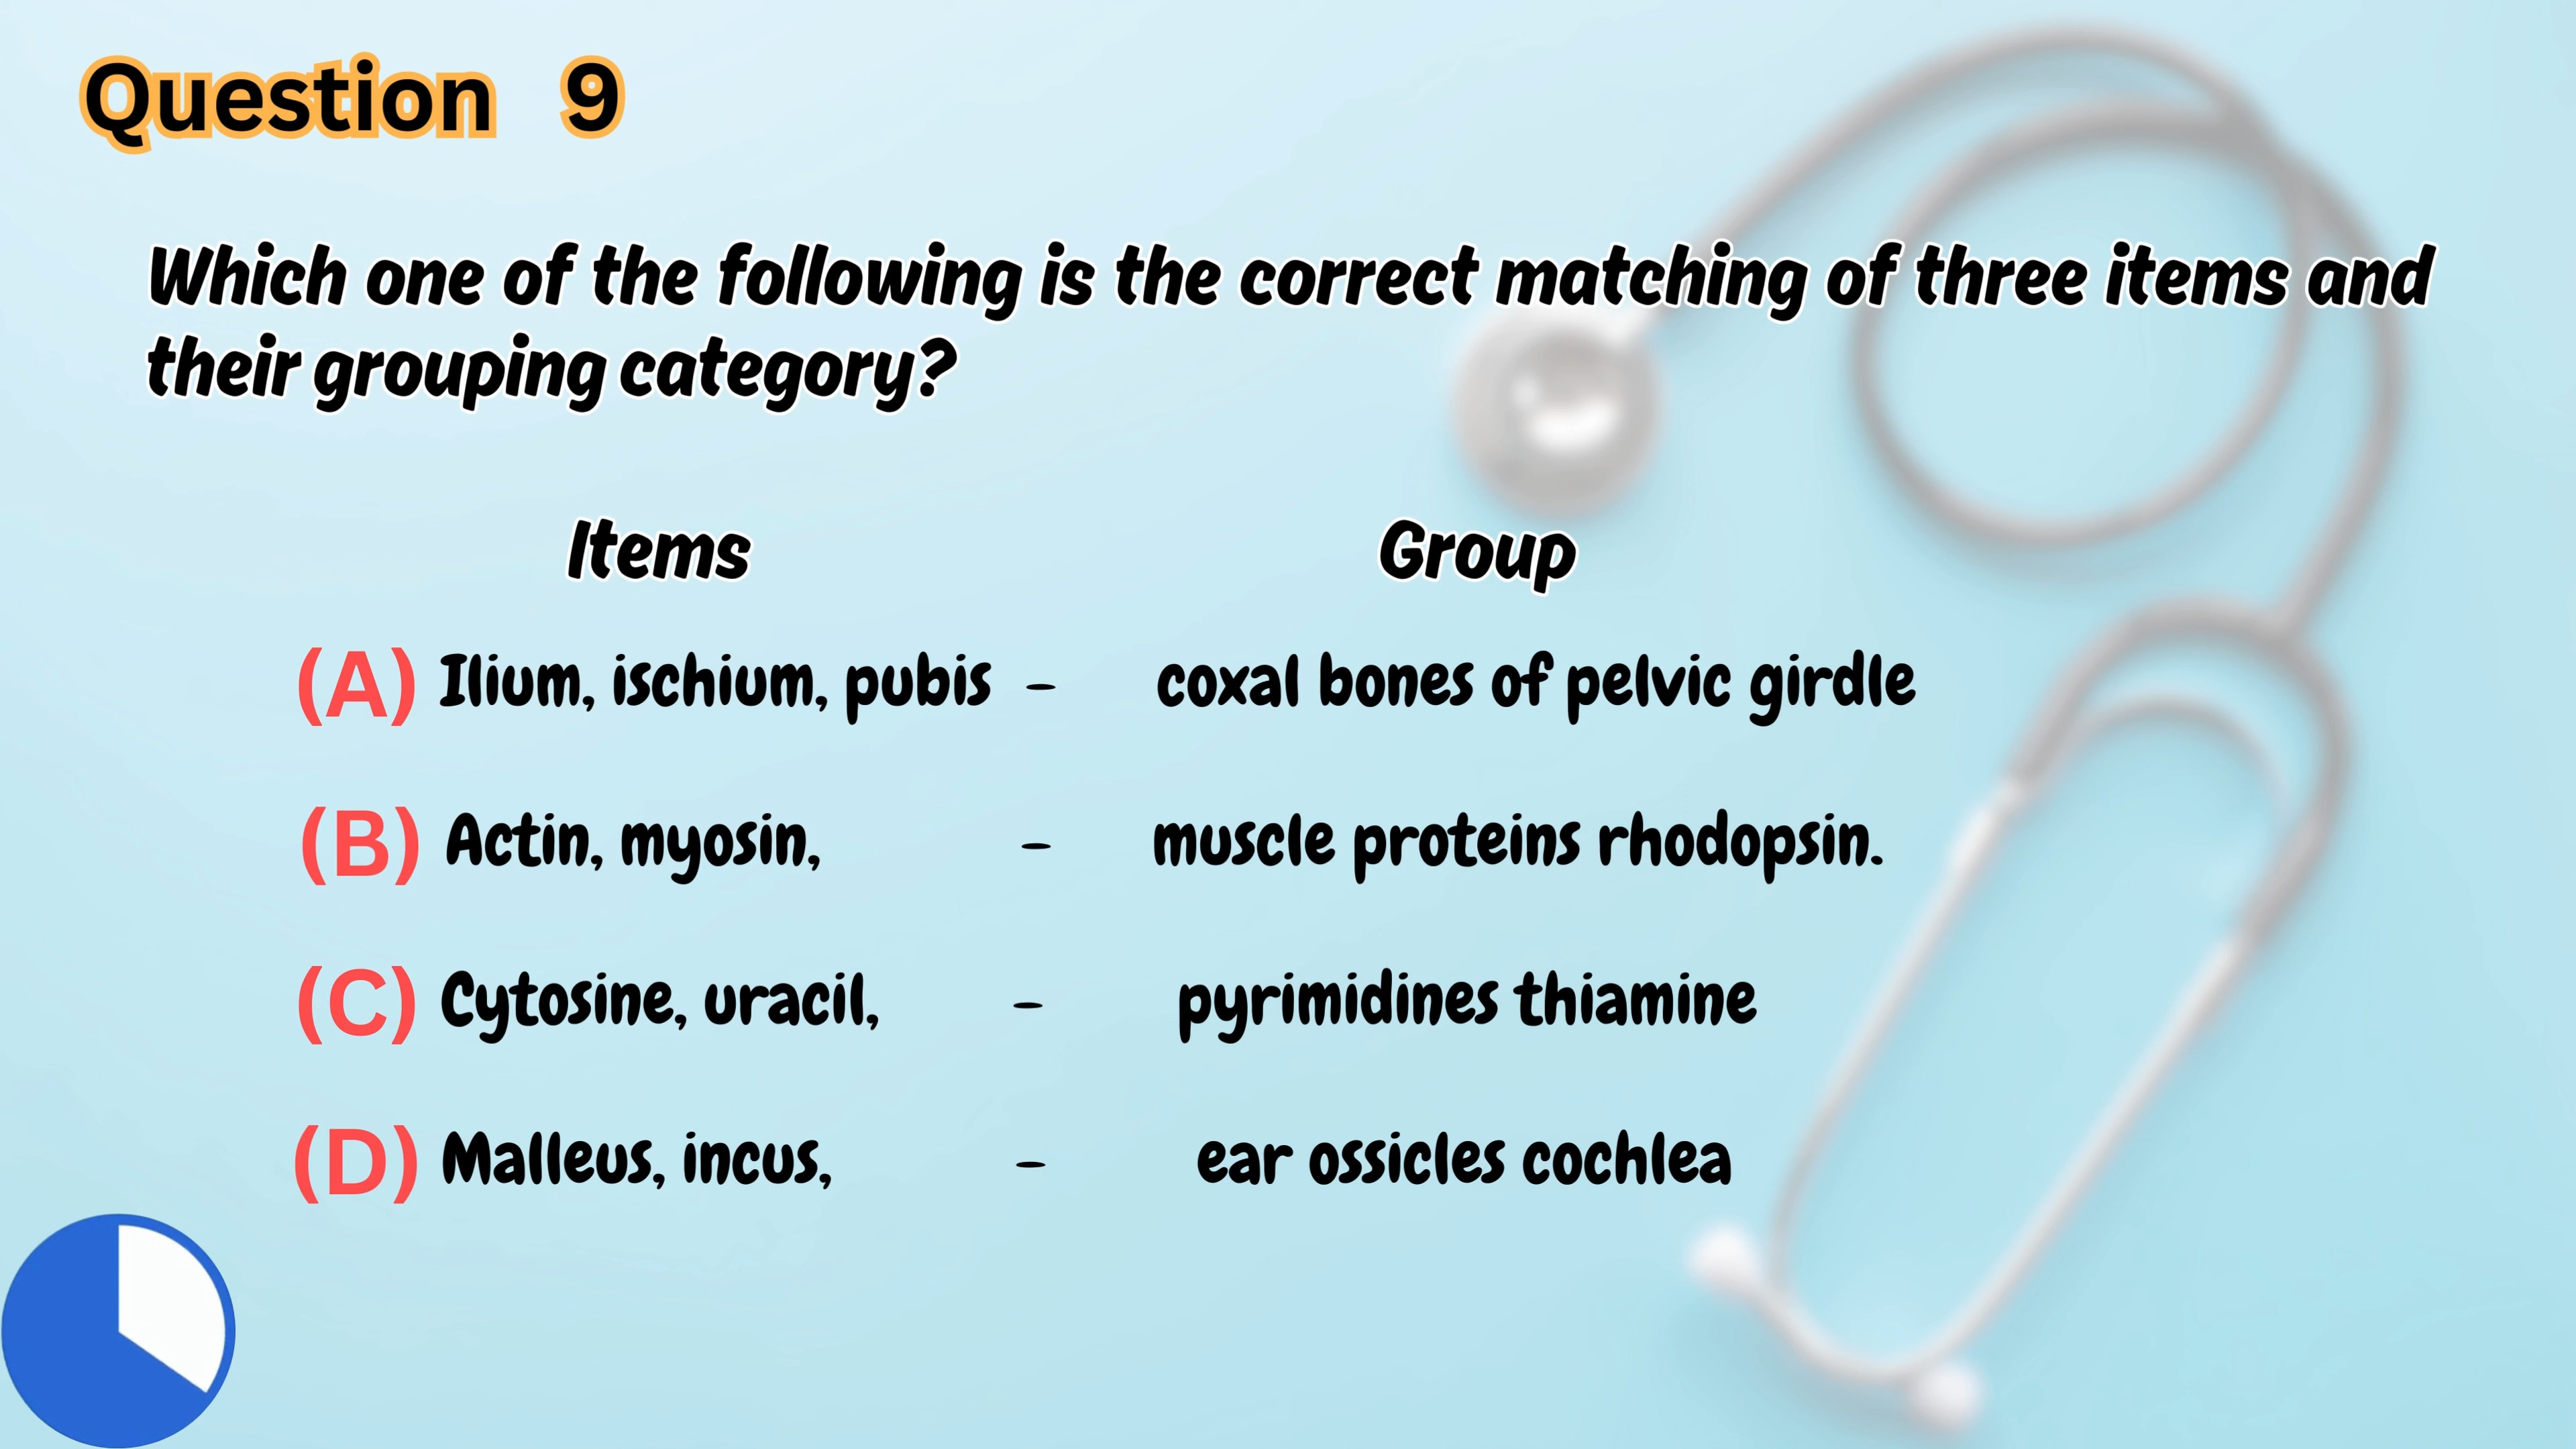 Question 9
Which one of the following is the correct matching of three items and
their grouping category?
Items Group
(A) Ilium, ischium, pubis - coxal bones of pelvic girdle
(B) Actin, myosin, - muscle proteins rhodopsin.
(C) Cytosine, uracil, - pyrimidines thiamine
(D) Malleus, incus, - ear ossicles cochlea